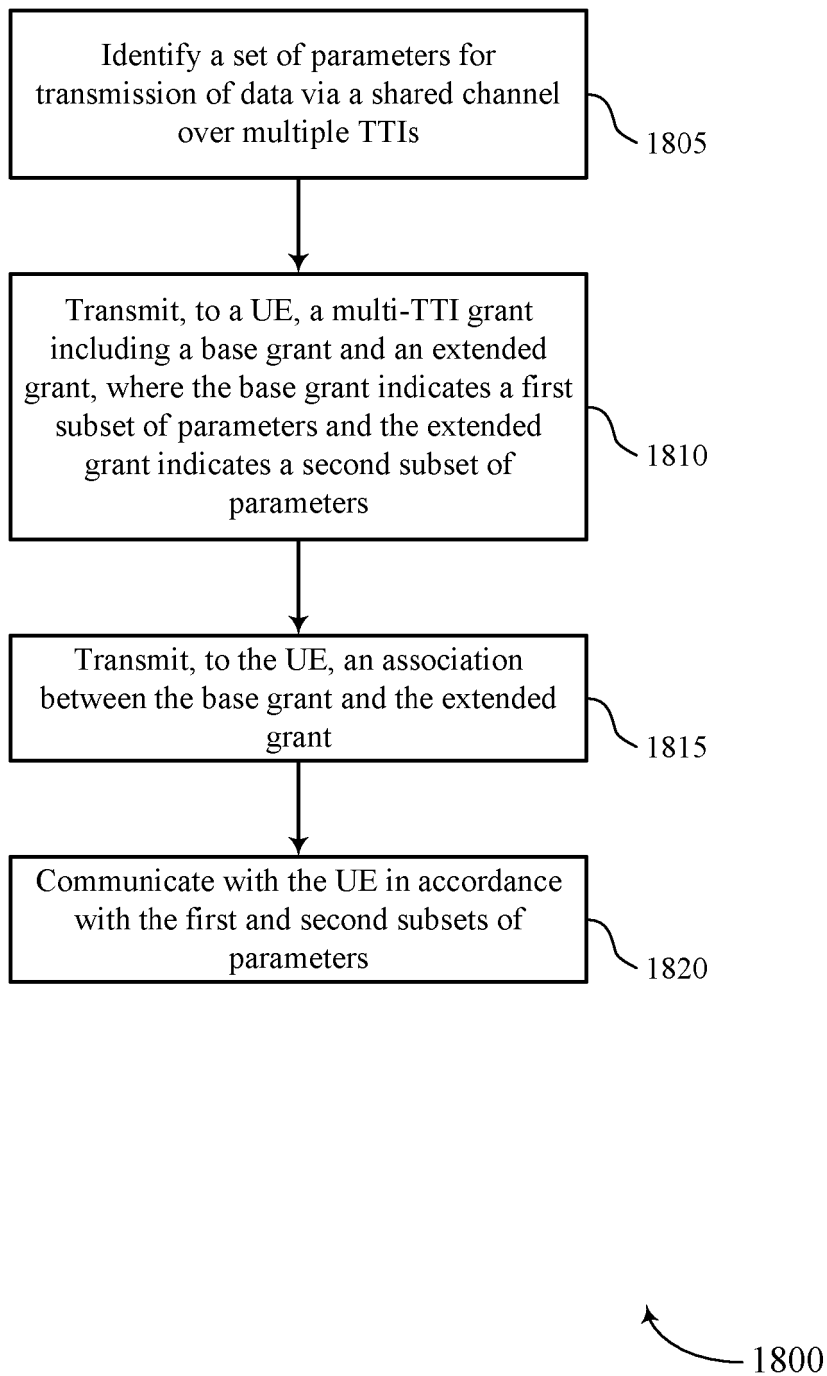 Identify a set of parameters for
transmission of data via a shared channel
over multiple TTIs
1805
Transmit, to a UE, a multi-TTI grant
including a base grant and an extended
grant, where the base grant indicates a first
subset of parameters and the extended
grant indicates a second subset of
parameters
1810
Transmit, to the UE, an association
between the base grant and the extended
grant
1815
Communicate with the UE in accordance
with the first and second subsets of
parameters
1820
1800